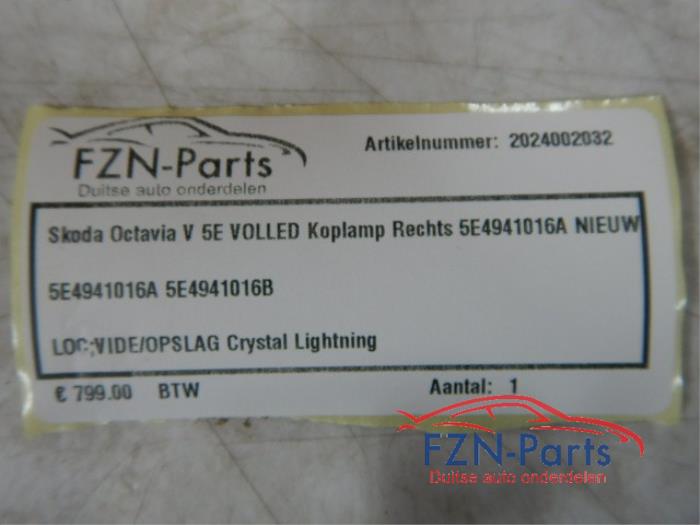 FZN-Parts
Duitse auto onderdelen
Artikelnummer: 2024002032
Skoda Octavia V 5E VOLLED Koplamp Rechts 5E4941016A NIEUW
5E4941016A 5E4941016B
LOC;VIDE/OPSLAG Crystal Lightning
€ 799.00 BTW
Aantal: 1
FZN-Parts
Duitse auto onderdelen